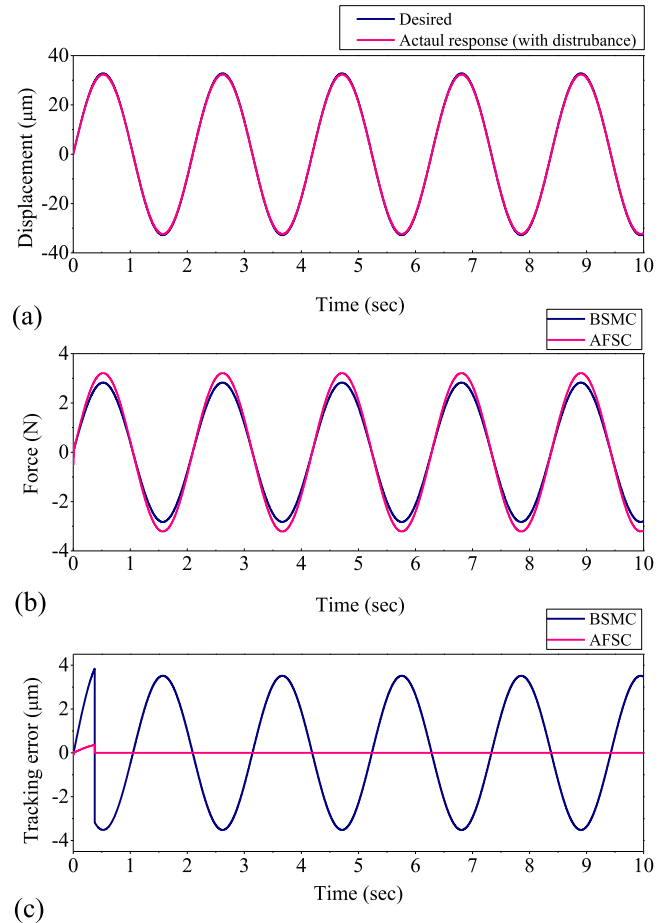 Desired
Actaul response (with distrubance)
Displacement (μm)
40
20
0
-20
-40
0 1 2 3 4 5 6 7 8 9 10
Time (sec)
(a)
BSMC
AFSC
Force (N)
4
2
0
-2
-4
0 1 2 3 4 5 6 7 8 9 10
Time (sec)
(b)
BSMC
AFSC
Tracking error (μm)
4
2
0
-2
-4
0 1 2 3 4 5 6 7 8 9 10
Time (sec)
(c)